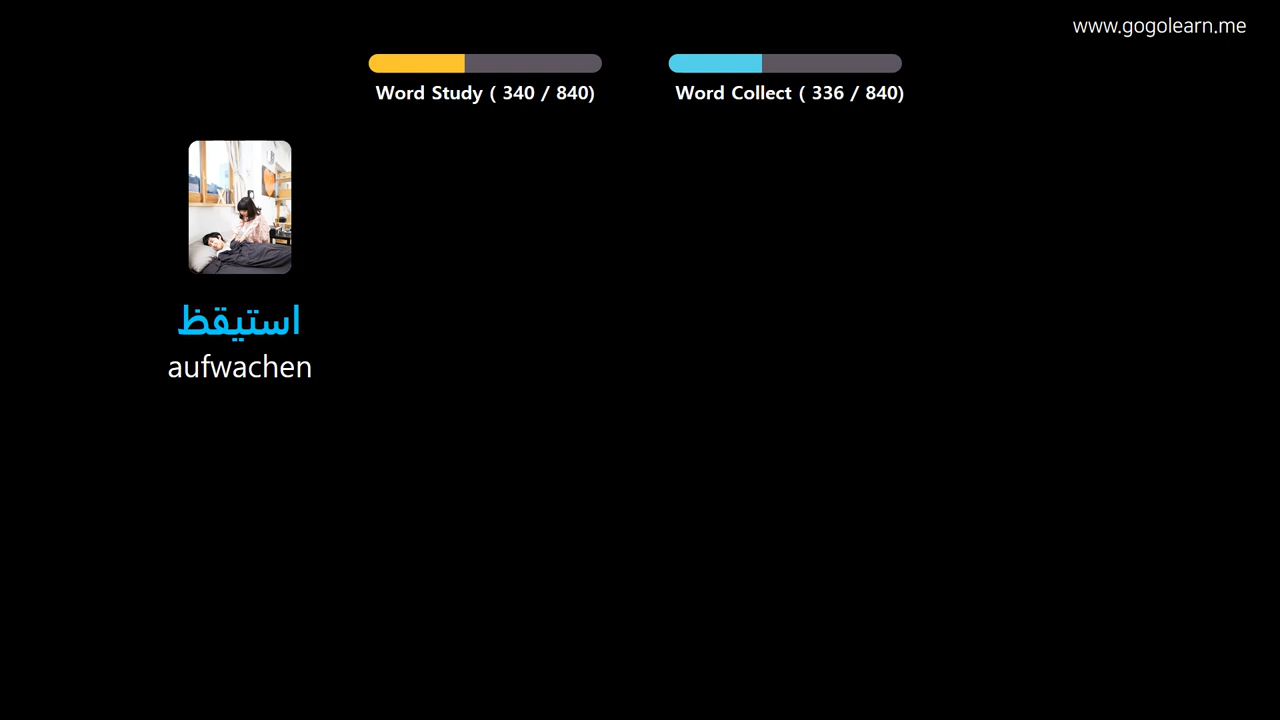 www.gogolearn.me
Word Study ( 340 / 840)
Word Collect ( 336 / 840)
استيقظ
aufwachen